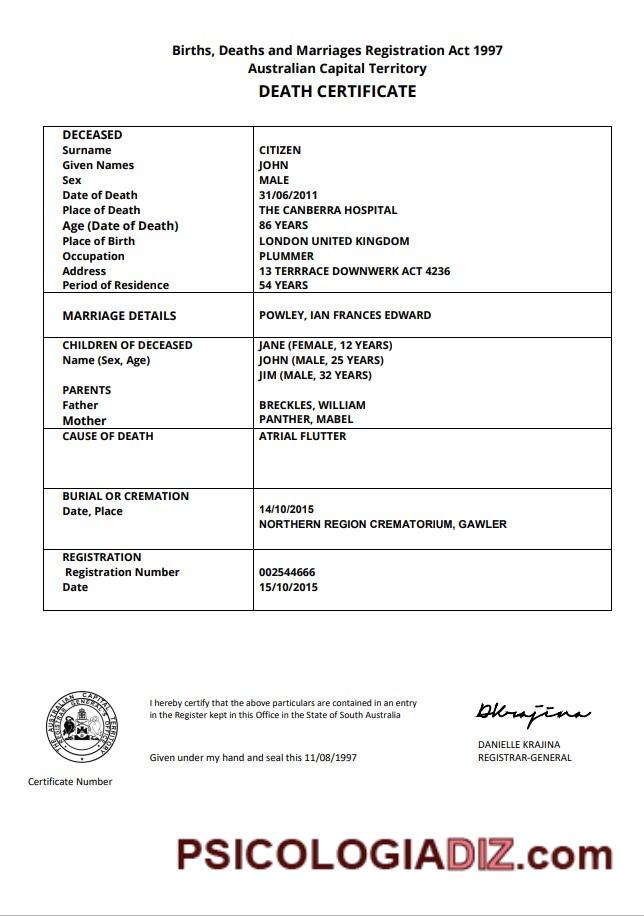 Births, Deaths and Marriages Registration Act 1997
Australian Capital Territory
DEATH CERTIFICATE
DECEASED
Surname CITIZEN
Given Names JOHN
Sex MALE
Date of Death 31/06/2011
Place of Death THE CANBERRA HOSPITAL
Age (Date of Death) 86 YEARS
Place of Birth LONDON UNITED KINGDOM
Occupation PLUMMER
Address 13 TERRRACE DOWNWERK ACT 4236
Period of Residence 54 YEARS
MARRIAGE DETAILS POWLEY, IAN FRANCES EDWARD
CHILDREN OF DECEASED JANE (FEMALE, 12 YEARS)
Name (Sex, Age) JOHN (MALE, 25 YEARS)
JIM (MALE, 32 YEARS)
PARENTS
Father BRECKLES, WILLIAM
Mother PANTHER, MABEL
CAUSE OF DEATH ATRIAL FLUTTER
BURIAL OR CREMATION
Date, Place 14/10/2015
NORTHERN REGION CREMATORIUM, GAWLER
REGISTRATION
Registration Number 002544666
Date 15/10/2015
I hereby certify that the above particulars are contained in an entry
in the Register kept in this Office in the State of South Australia
Given under my hand and seal this 11/08/1997
DKrajina
DANIELLE KRAJINA
REGISTRAR-GENERAL
THE AUSTRALIAN CAPITAL TERRITORY
REGISTRAR GENERAL'S OFFICE
Certificate Number
PSICOLOGIADIZ.com